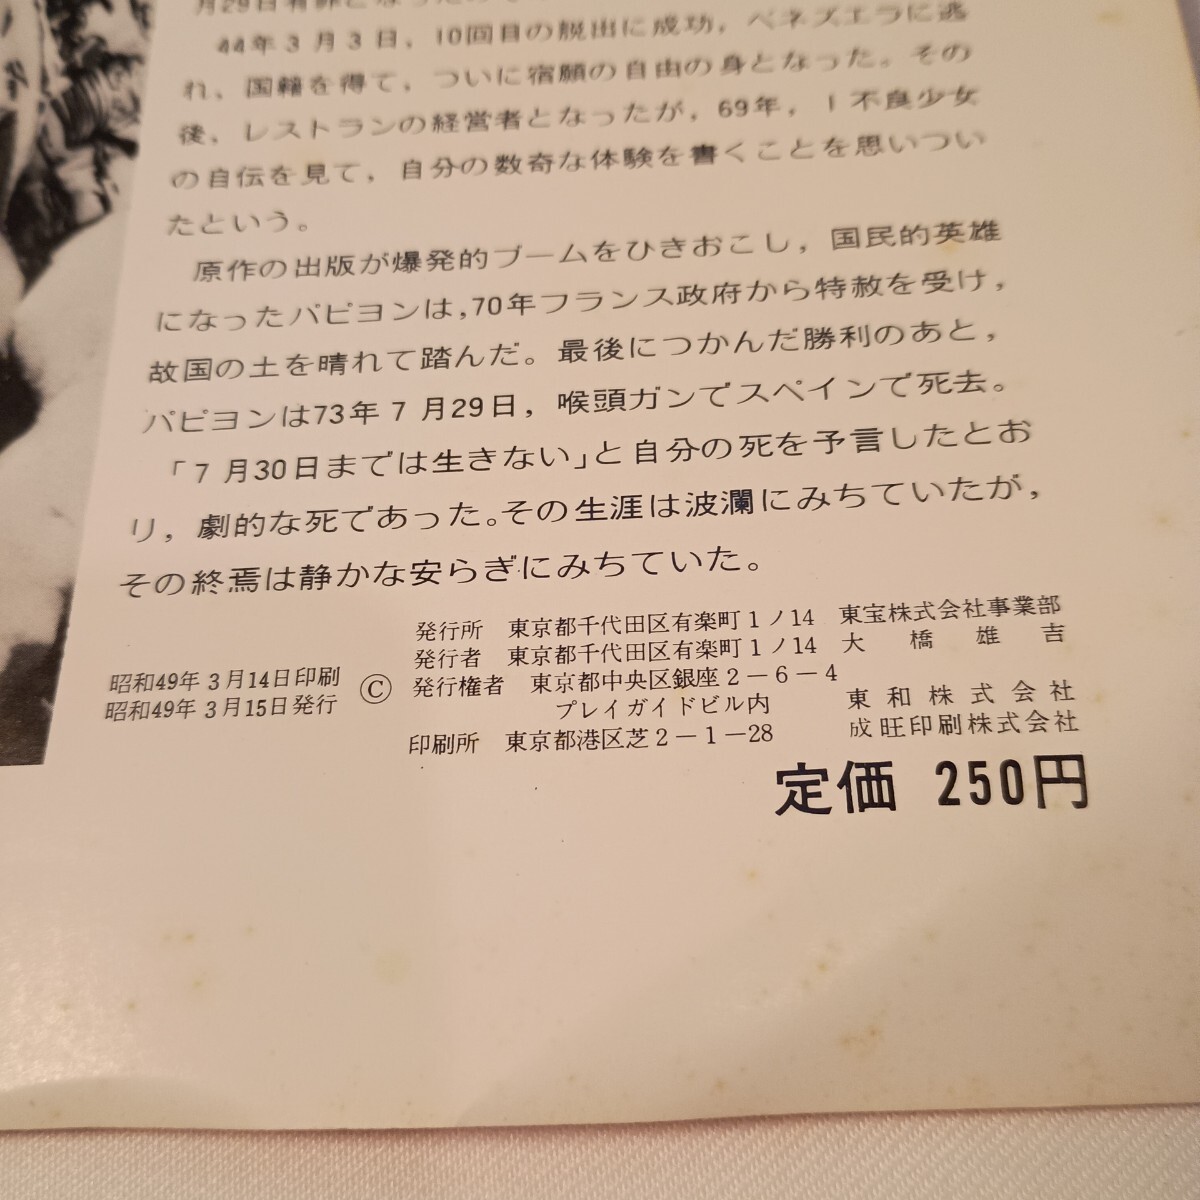 44年3月3日，10回目の脱出に成功，ベネズエラに逃
れ、国籍を得て，ついに宿願の自由の身となった。その
後、レストランの経営者となったが，69年，1不良少女
の自伝を見て，自分の数奇な体験を書くことを思いつい
たという。
原作の出版が爆発的ブームをひきおこし，国民的英雄
になったパピヨンは，70年フランス政府から特赦を受け，
故国の土を晴れて踏んだ。最後につかんだ勝利のあと，
パピヨンは73年7月29日，喉頭ガンでスペインで死去。
「7月30日までは生きない」と自分の死を予言したとお
り，劇的な死であった。その生涯は波瀾にみちていたが，
その終焉は静かな安らぎにみちていた。
昭和49年3月14日印刷
昭和49年3月15日発行
©
発行所 東京都千代田区有楽町1ノ14 東宝株式会社事業部
発行者 東京都千代田区有楽町1ノ14 大橋雄吉
発行権者 東京都中央区銀座2－6－4
プレイガイドビル内 東和株式会社
印刷所 東京都港区芝2－1－28 成旺印刷株式会社
定価 250円